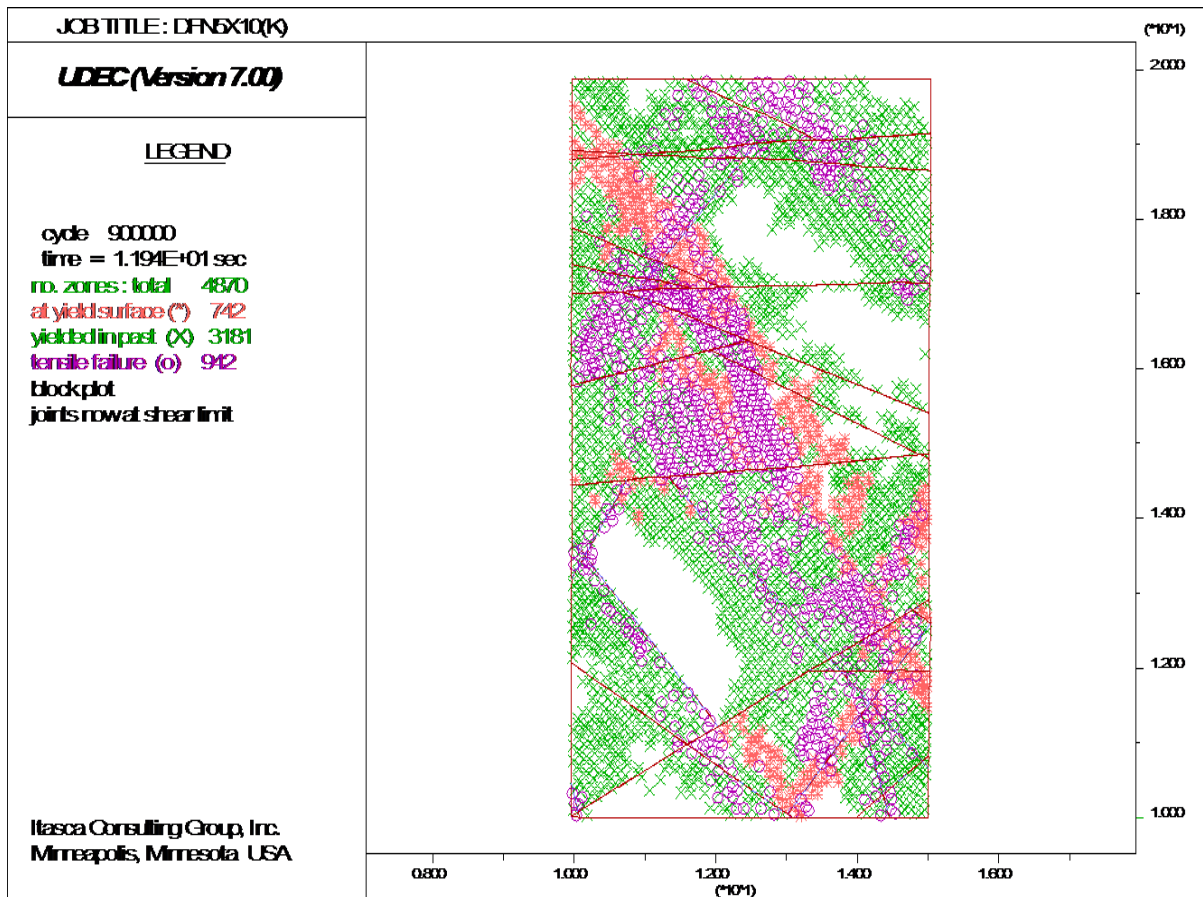 JOB TITLE : DFN5X10(K)
(*10^1)
UDEC (Version 7.00)
LEGEND
cycle 900000
time = 1.194E+01 sec
no. zones : total 4870
at yield surface (*) 742
yielded in past (X) 3181
tensile failure (o) 942
block plot
joints now at shear limit
Itasca Consulting Group, Inc.
Minneapolis, Minnesota USA
2.000
1.800
1.600
1.400
1.200
1.000
0.800 1.000 1.200 1.400 1.600
(*10^1)